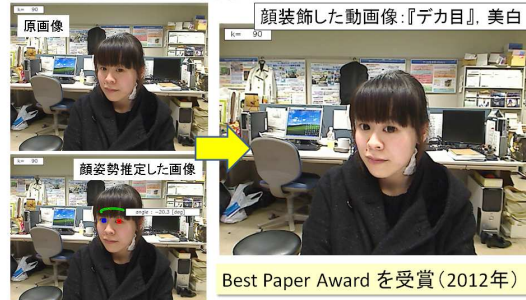 k= 90
原画像
k= 90
顔姿勢推定した画像
angle : -20.3 [deg]
顔装飾した動画像:『デカ目』, 美白
k= 90
Best Paper Award を受賞(2012年)